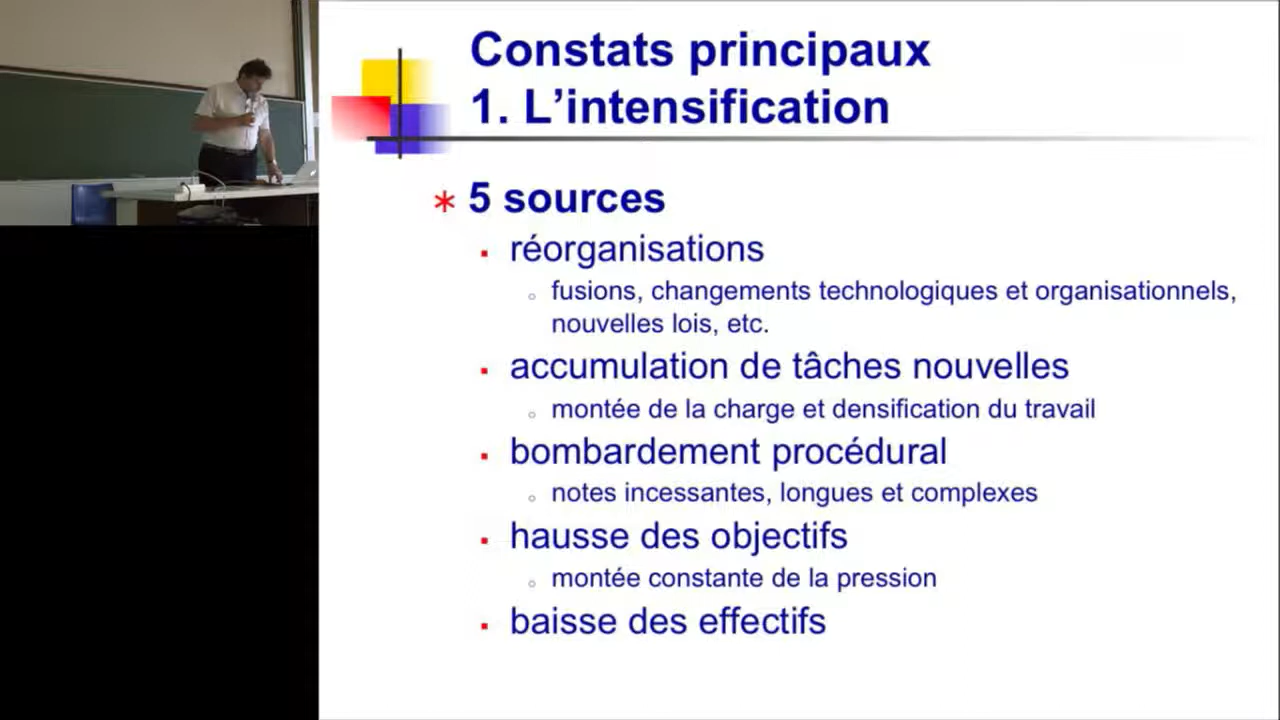 Constats principaux
1. L’intensification
* 5 sources
▪ réorganisations
○ fusions, changements technologiques et organisationnels,
nouvelles lois, etc.
▪ accumulation de tâches nouvelles
○ montée de la charge et densification du travail
▪ bombardement procédural
○ notes incessantes, longues et complexes
▪ hausse des objectifs
○ montée constante de la pression
▪ baisse des effectifs